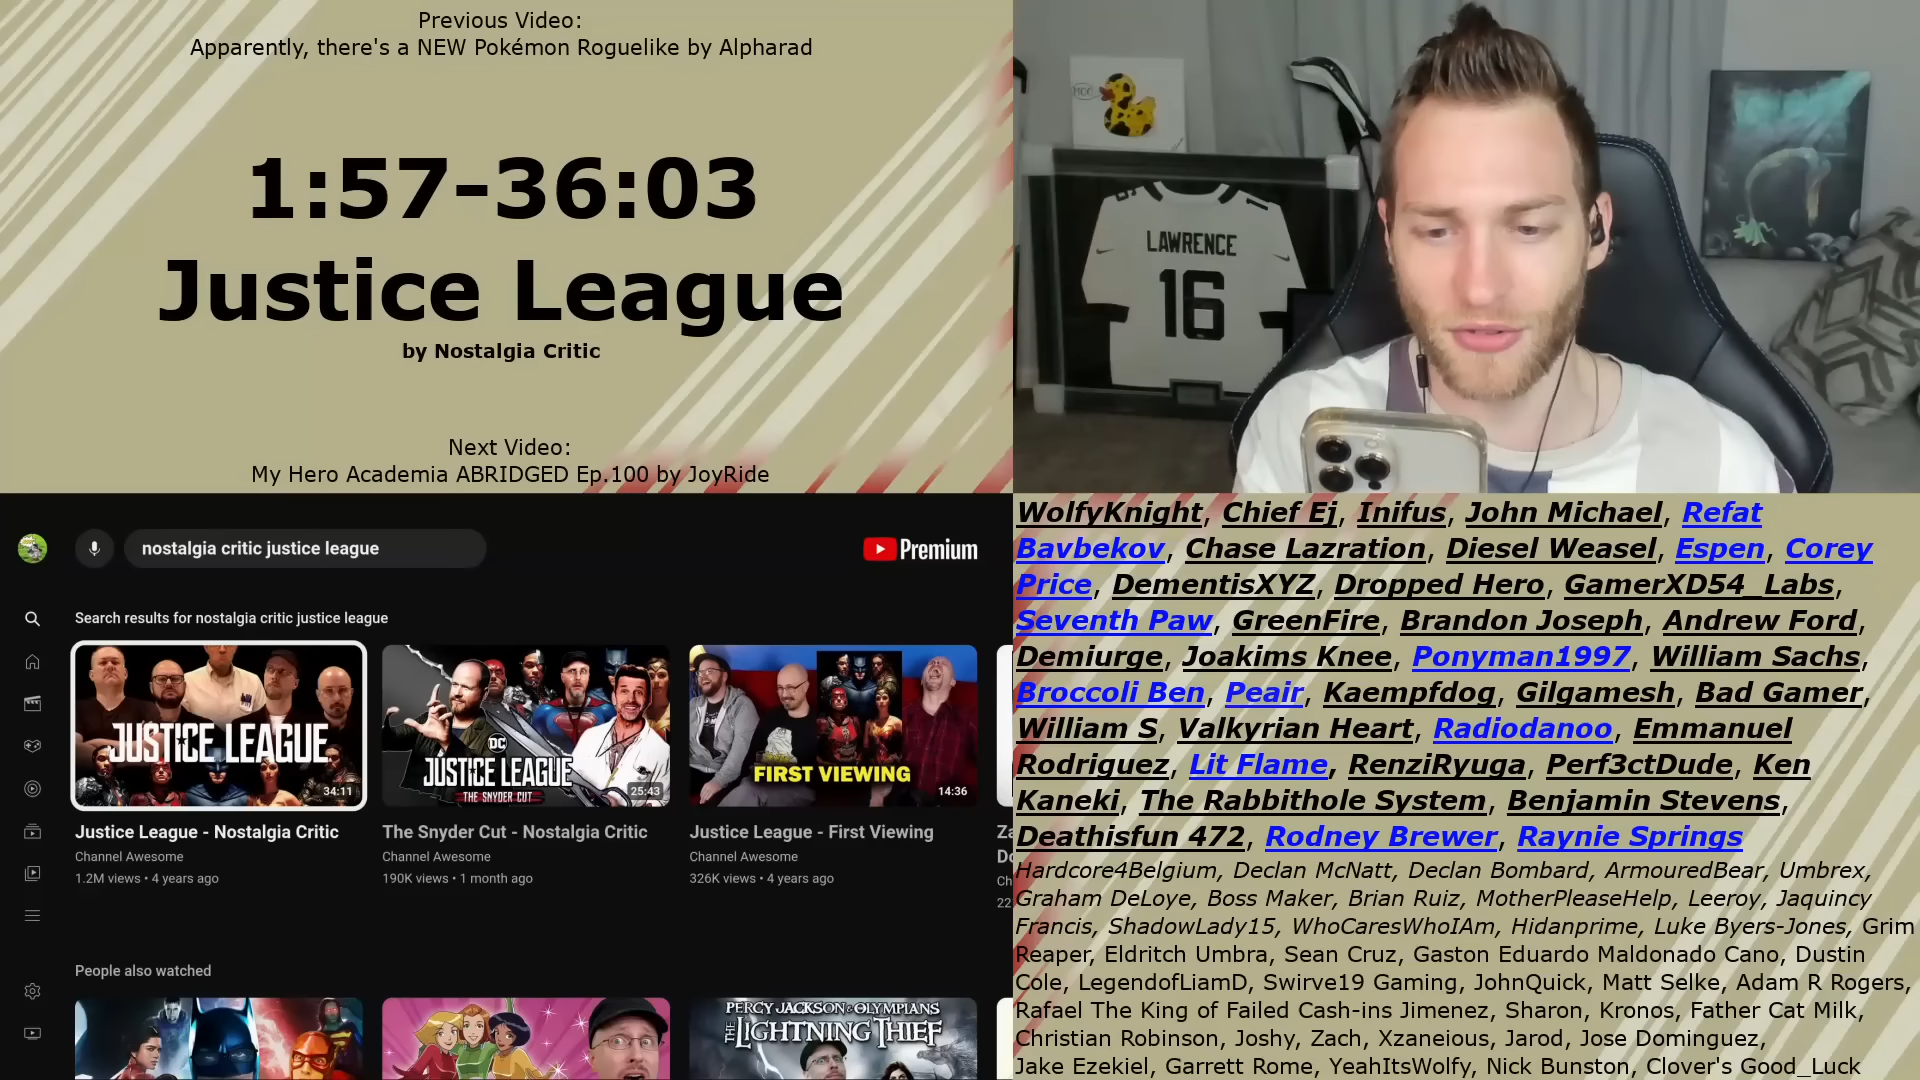 Previous Video:
Apparently, there's a NEW Pokémon Roguelike by Alpharad
1:57-36:03
Justice League
by Nostalgia Critic
Next Video:
My Hero Academia ABRIDGED Ep.100 by JoyRide
LAWRENCE
16
nostalgia critic justice league
Premium
Search results for nostalgia critic justice league
JUSTICE LEAGUE
34:11
DC
JUSTICE LEAGUE
THE SNYDER CUT
25:43
FIRST VIEWING
14:36
Justice League - Nostalgia Critic
Channel Awesome
1.2M views • 4 years ago
The Snyder Cut - Nostalgia Critic
Channel Awesome
190K views • 1 month ago
Justice League - First Viewing
Channel Awesome
326K views • 4 years ago
Za
Do
Ch
22
People also watched
PERCY JACKSON & OLYMPIANS
THE LIGHTNING THIEF
WolfyKnight, Chief Ej, Inifus, John Michael, Refat
Bavbekov, Chase Lazration, Diesel Weasel, Espen, Corey
Price, DementisXYZ, Dropped Hero, GamerXD54_Labs,
Seventh Paw, GreenFire, Brandon Joseph, Andrew Ford,
Demiurge, Joakims Knee, Ponyman1997, William Sachs,
Broccoli Ben, Peair, Kaempfdog, Gilgamesh, Bad Gamer,
William S, Valkyrian Heart, Radiodanoo, Emmanuel
Rodriguez, Lit Flame, RenziRyuga, Perf3ctDude, Ken
Kaneki, The Rabbithole System, Benjamin Stevens,
Deathisfun 472, Rodney Brewer, Raynie Springs
Hardcore4Belgium, Declan McNatt, Declan Bombard, ArmouredBear, Umbrex,
Graham DeLoye, Boss Maker, Brian Ruiz, MotherPleaseHelp, Leeroy, Jaquincy
Francis, ShadowLady15, WhoCaresWhoIAm, Hidanprime, Luke Byers-Jones, Grim
Reaper, Eldritch Umbra, Sean Cruz, Gaston Eduardo Maldonado Cano, Dustin
Cole, LegendofLiamD, Swirve19 Gaming, JohnQuick, Matt Selke, Adam R Rogers,
Rafael The King of Failed Cash-ins Jimenez, Sharon, Kronos, Father Cat Milk,
Christian Robinson, Joshy, Zach, Xzaneious, Jarod, Jose Dominguez,
Jake Ezekiel, Garrett Rome, YeahItsWolfy, Nick Bunston, Clover's Good_Luck